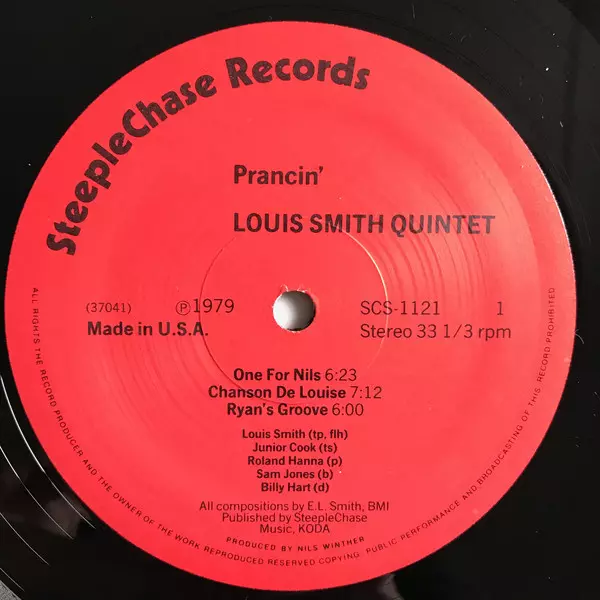 SteepleChase Records
Prancin'
LOUIS SMITH QUINTET
(37041) Ⓟ1979 SCS-1121 1
Made in U.S.A. Stereo 33 1/3 rpm
One For Nils 6:23
Chanson De Louise 7:12
Ryan's Groove 6:00
Louis Smith (tp, flh)
Junior Cook (ts)
Roland Hanna (p)
Sam Jones (b)
Billy Hart (d)
All compositions by E.L. Smith, BMI
Published by SteepleChase
Music, KODA
PRODUCED BY NILS WINTHER
ALL RIGHTS THE RECORD PRODUCER AND THE OWNER OF THE WORK REPRODUCED RESERVED COPYING. PUBLIC PERFORMANCE AND BROADCASTING OF THIS RECORD PROHIBITED